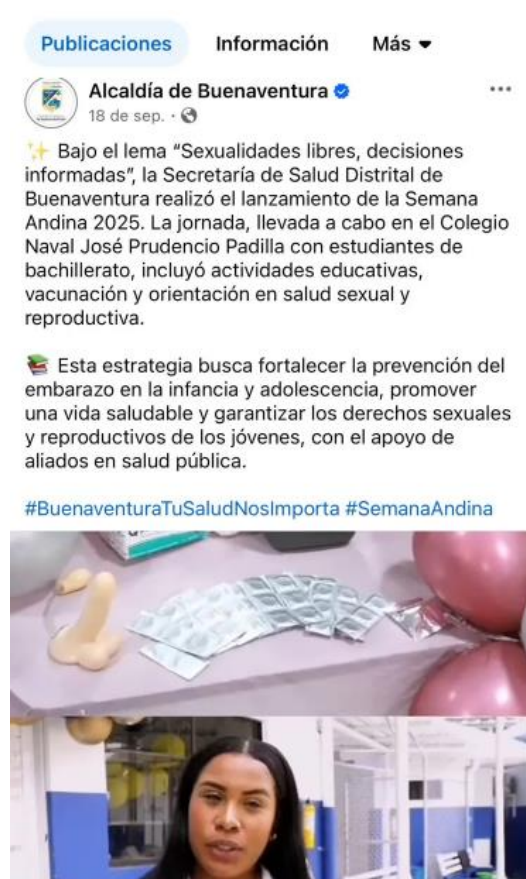 Publicaciones Información Más
Alcaldía de Buenaventura
18 de sep.
Bajo el lema “Sexualidades libres, decisiones
informadas”, la Secretaría de Salud Distrital de
Buenaventura realizó el lanzamiento de la Semana
Andina 2025. La jornada, llevada a cabo en el Colegio
Naval José Prudencio Padilla con estudiantes de
bachillerato, incluyó actividades educativas,
vacunación y orientación en salud sexual y
reproductiva.
Esta estrategia busca fortalecer la prevención del
embarazo en la infancia y adolescencia, promover
una vida saludable y garantizar los derechos sexuales
y reproductivos de los jóvenes, con el apoyo de
aliados en salud pública.
#BuenaventuraTuSaludNosImporta #SemanaAndina